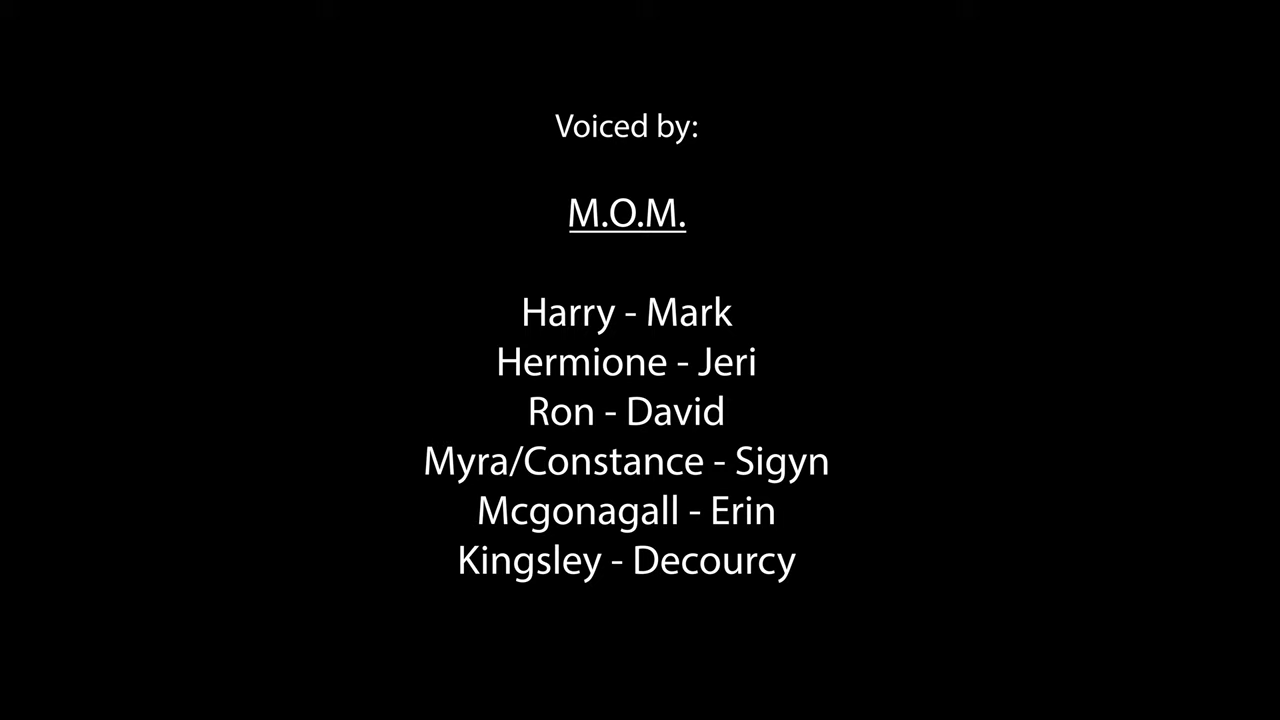 Voiced by:
M.O.M.
Harry - Mark
Hermione - Jeri
Ron - David
Myra/Constance - Sigyn
Mcgonagall - Erin
Kingsley - Decourcy